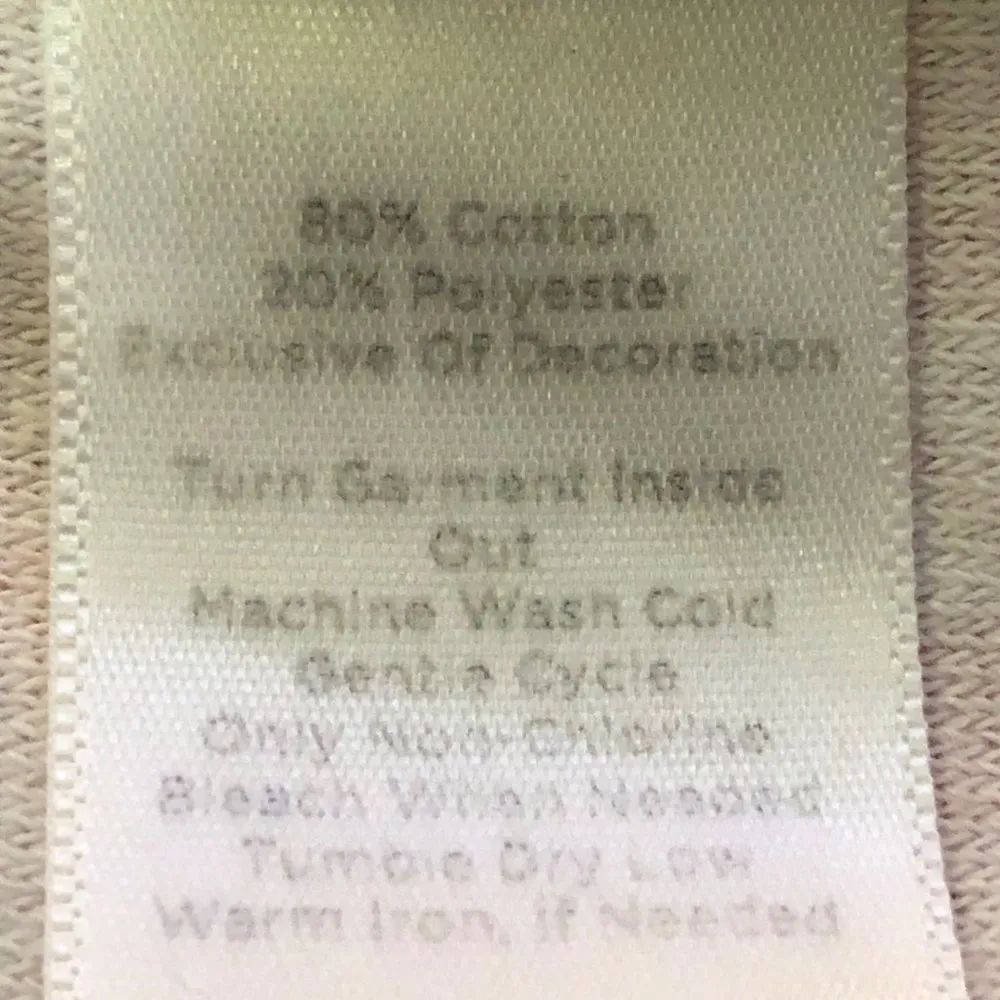 80% Cotton
20% Polyester
Exclusive Of Decoration
Turn Garment Inside
Out
Machine Wash Cold
Gentle Cycle
Only Non-Chlorine
Bleach When Needed
Tumble Dry Low
Warm Iron, If Needed